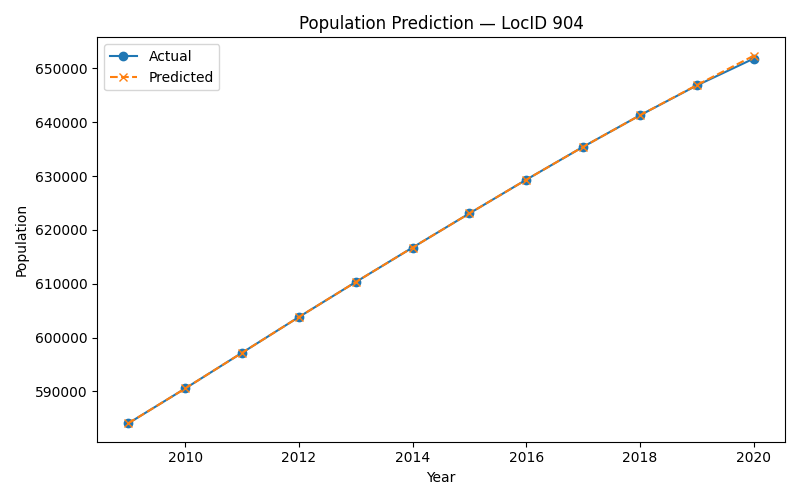 Population Prediction — LocID 904
Actual
Predicted
650000
640000
630000
620000
610000
600000
590000
Population
2010 2012 2014 2016 2018 2020
Year